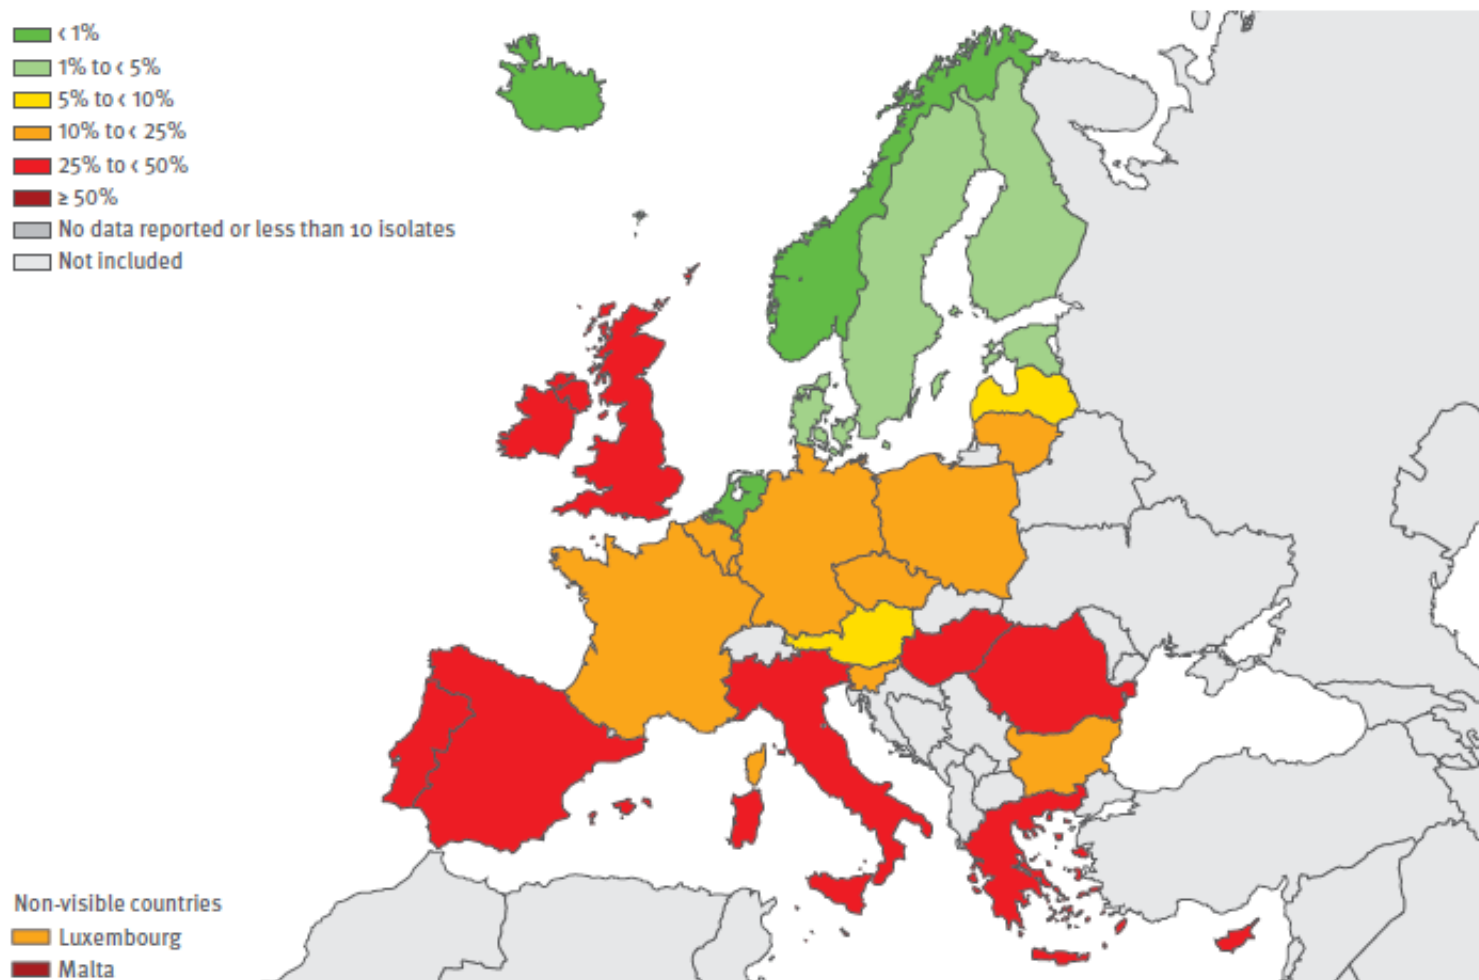 < 1%
1% to < 5%
5% to < 10%
10% to < 25%
25% to < 50%
≥ 50%
No data reported or less than 10 isolates
Not included
Non-visible countries
Luxembourg
Malta